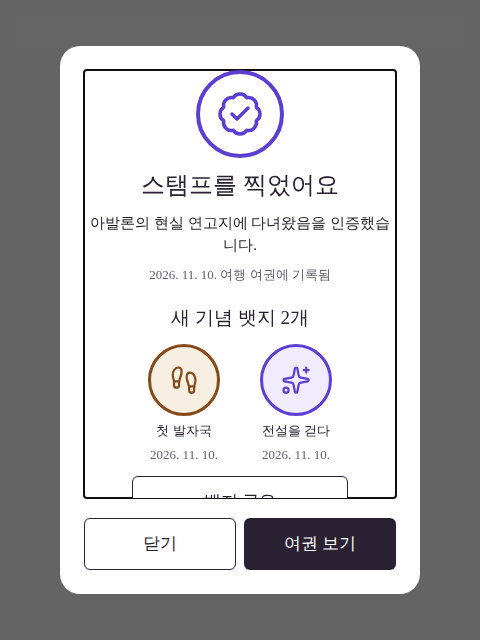 스탬프를 찍었어요
아발론의 현실 연고지에 다녀왔음을 인증했습
니다.
2026. 11. 10. 여행 여권에 기록됨
새 기념 뱃지 2개
첫 발자국
전설을 걷다
2026. 11. 10.
2026. 11. 10.
닫기
여권 보기